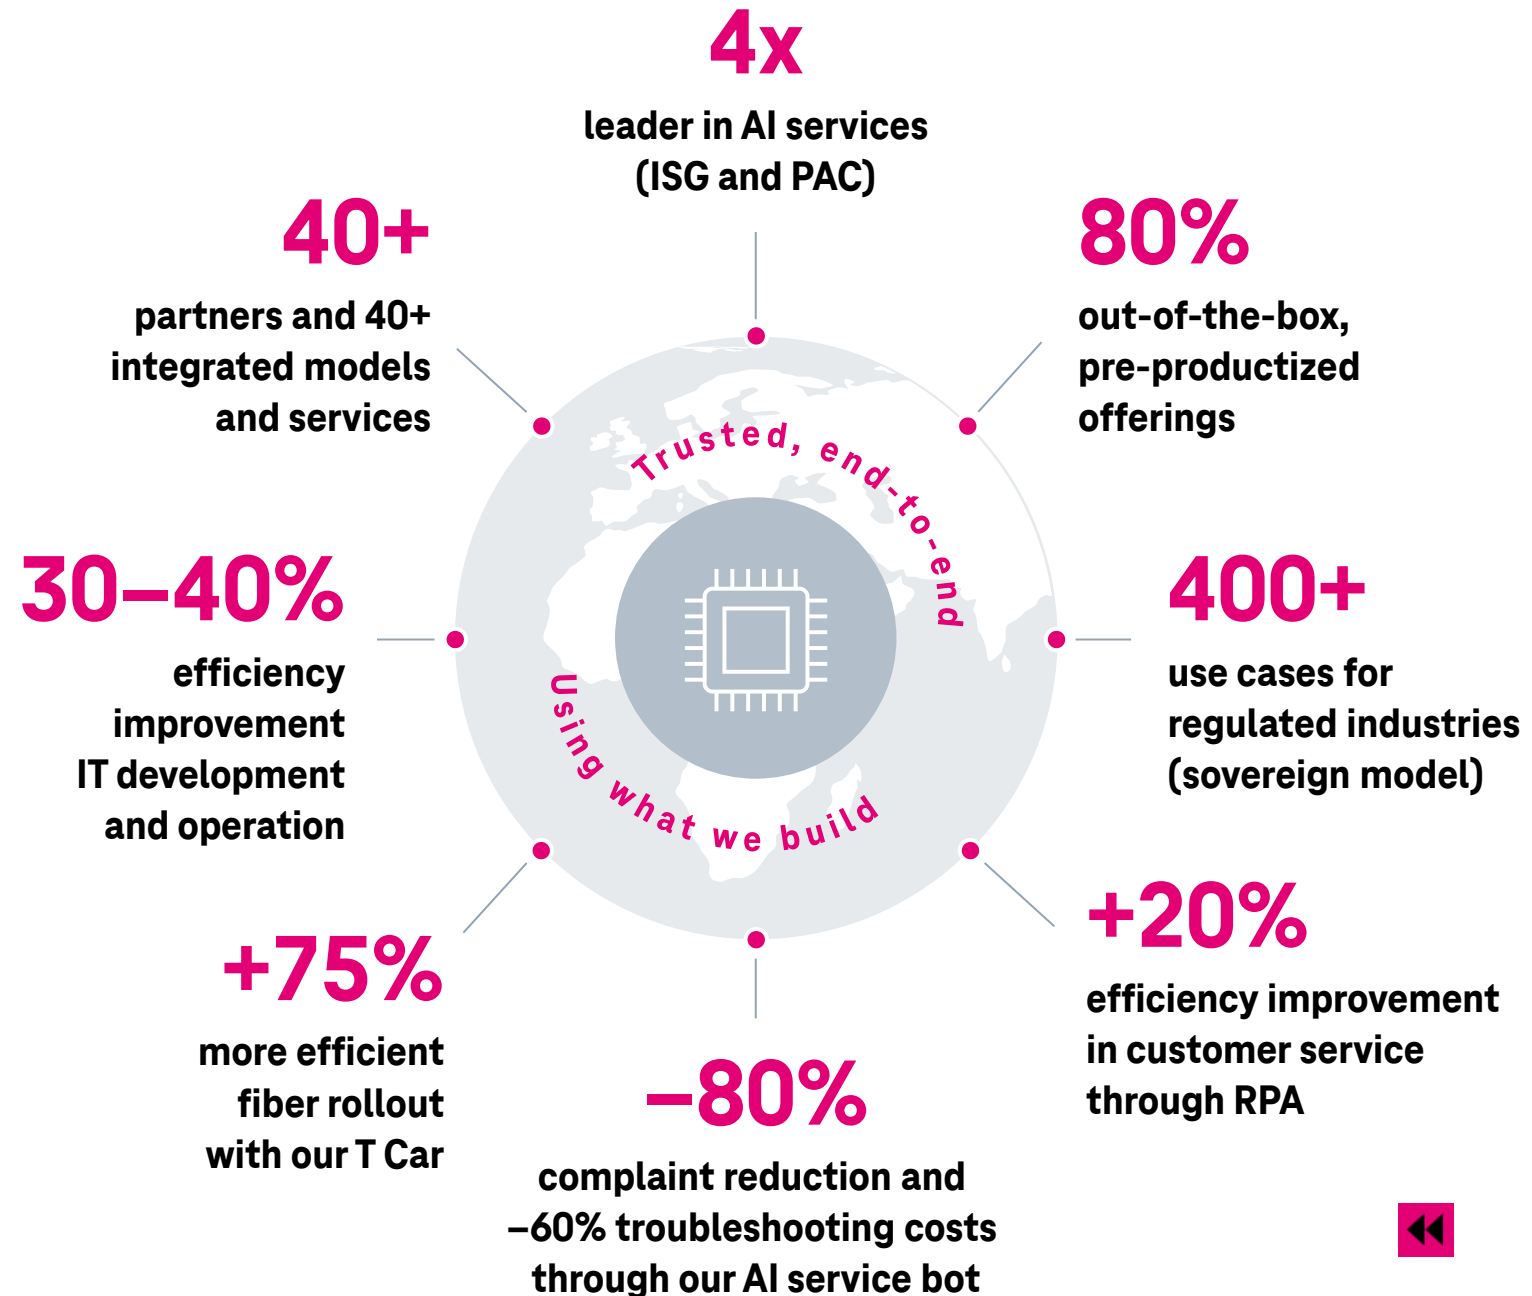 4x
leader in AI services
(ISG and PAC)
40+
partners and 40+
integrated models
and services
80%
out-of-the-box,
pre-productized
offerings
Trusted, end-to-end
30–40%
efficiency
improvement
IT development
and operation
400+
use cases for
regulated industries
(sovereign model)
Using what we build
+75%
more efficient
fiber rollout
with our T Car
+20%
efficiency improvement
in customer service
through RPA
–80%
complaint reduction and
–60% troubleshooting costs
through our AI service bot